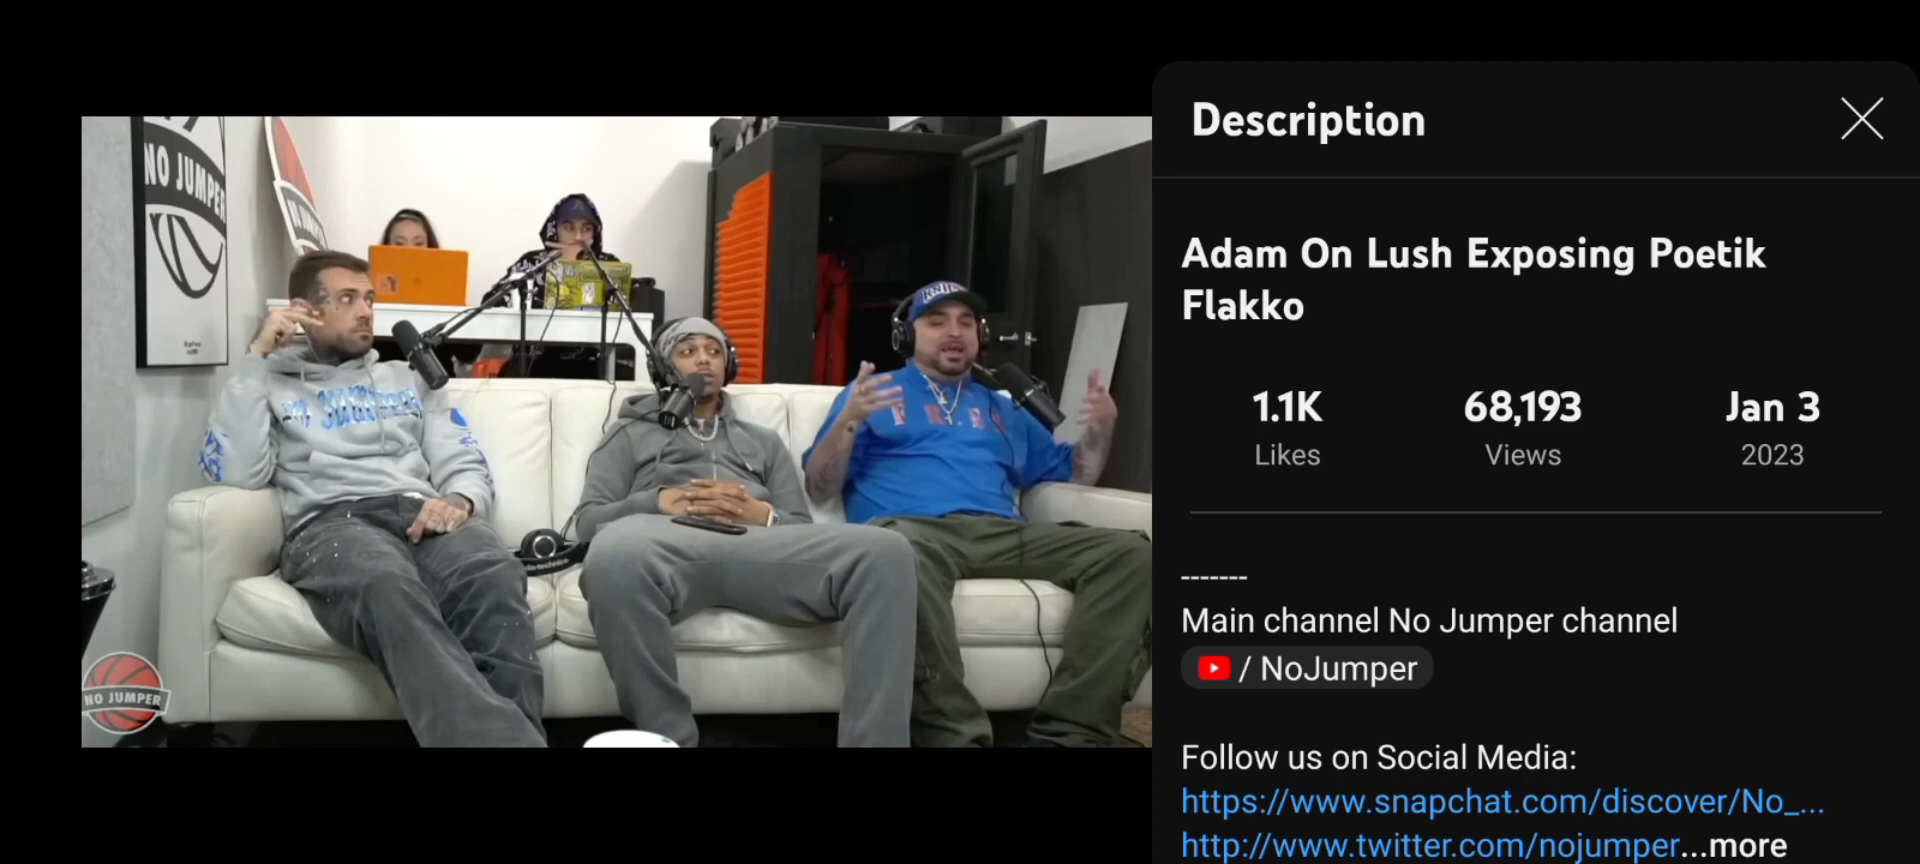 NO JUMPER
Description
Adam On Lush Exposing Poetik
Flakko
1.1K
Likes
68,193
Views
Jan 3
2023
-------
Main channel No Jumper channel
/ NoJumper
Follow us on Social Media:
https://www.snapchat.com/discover/No_...
http://www.twitter.com/nojumper...more
NO JUMPER